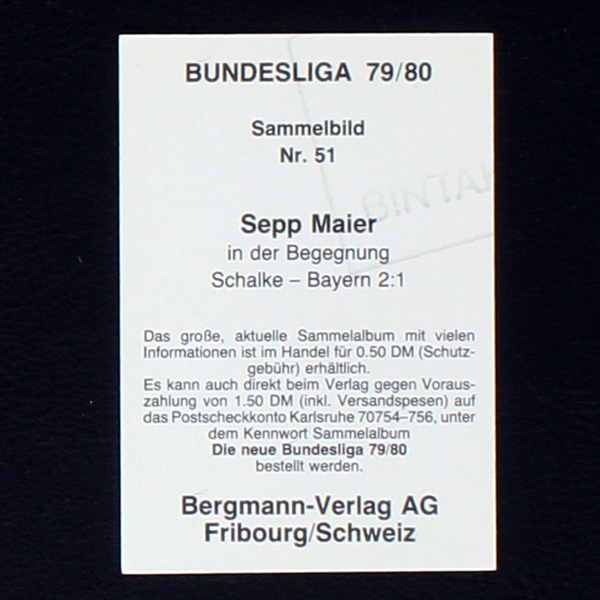 BUNDESLIGA 79/80
Sammelbild
Nr. 51
Sepp Maier
in der Begegnung
Schalke – Bayern 2:1
Das große, aktuelle Sammelalbum mit vielen
Informationen ist im Handel für 0.50 DM (Schutz-
gebühr) erhältlich.
Es kann auch direkt beim Verlag gegen Voraus-
zahlung von 1.50 DM (inkl. Versandspesen) auf
das Postscheckkonto Karlsruhe 70754–756, unter
dem Kennwort Sammelalbum
Die neue Bundesliga 79/80
bestellt werden.
Bergmann-Verlag AG
Fribourg/Schweiz